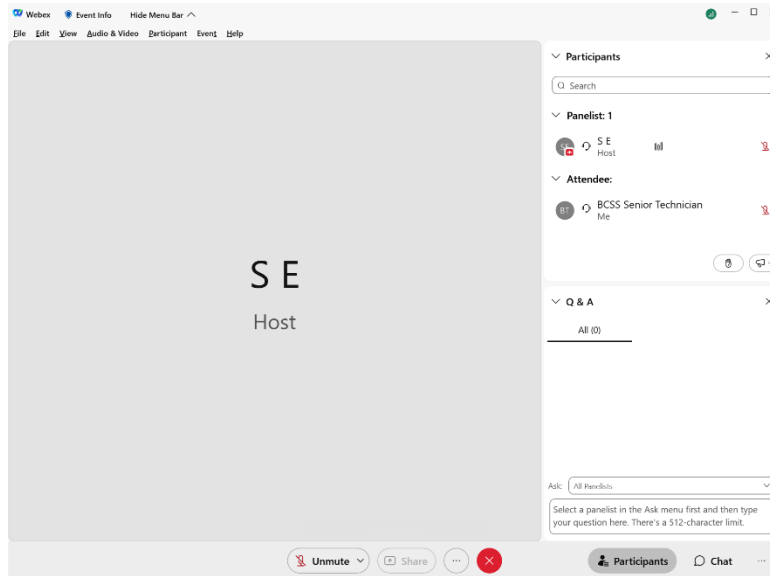 Webex Event Info Hide Menu Bar
File Edit View Audio & Video Participant Event Help
Participants
Search
Panelist: 1
SE
S E
Host
Attendee:
BT
BCSS Senior Technician
Me
S E
Host
Q & A
All (0)
Ask: All Panelists
Select a panelist in the Ask menu first and then type
your question here. There's a 512-character limit.
Unmute Share Participants Chat